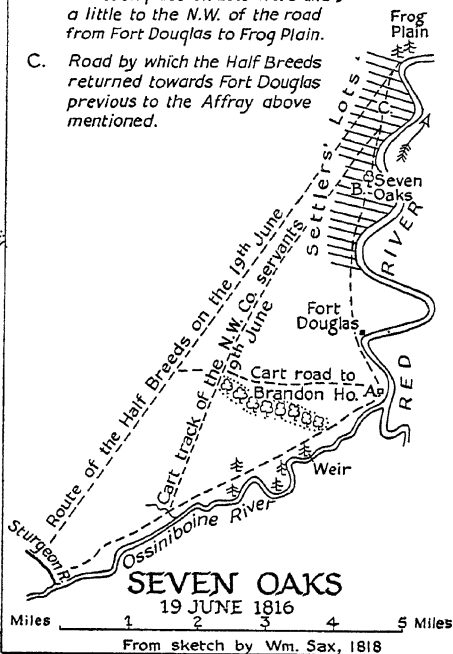 a little to the N.W. of the road
from Fort Douglas to Frog Plain.
C. Road by which the Half Breeds
returned towards Fort Douglas
previous to the Affray above
mentioned.
Frog
Plain
Settlers' Lots
C
A
B
Seven
Oaks
RED RIVER
Fort
Douglas
Route of the Half Breeds on the 19th June
Cart track of the N.W. Co. servants
19th June
Cart road to
Brandon Ho.
A
Weir
Ossiniboine River
Sturgeon R.
SEVEN OAKS
19 JUNE 1816
Miles 1 2 3 4 5 Miles
From sketch by Wm. Sax, 1818